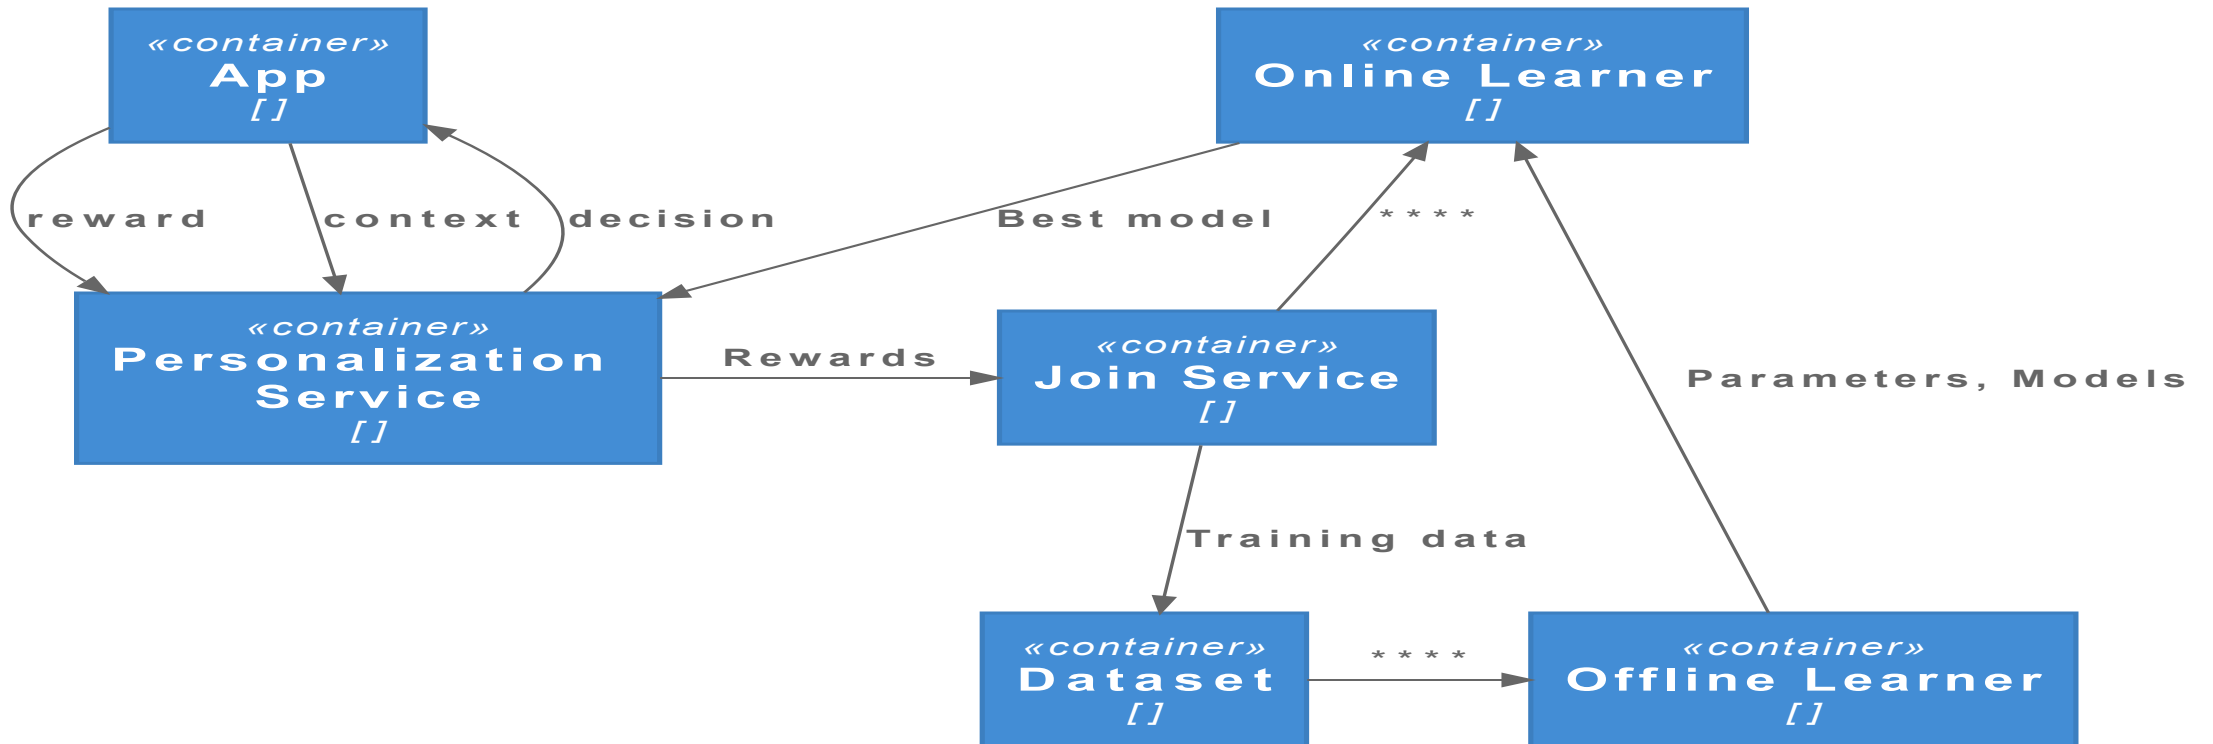 «container»
App
[]
«container»
Online Learner
[]
reward
context
decision
Best model
****
«container»
Personalization
Service
[]
Rewards
«container»
Join Service
[]
Parameters, Models
Training data
«container»
Dataset
[]
****
«container»
Offline Learner
[]